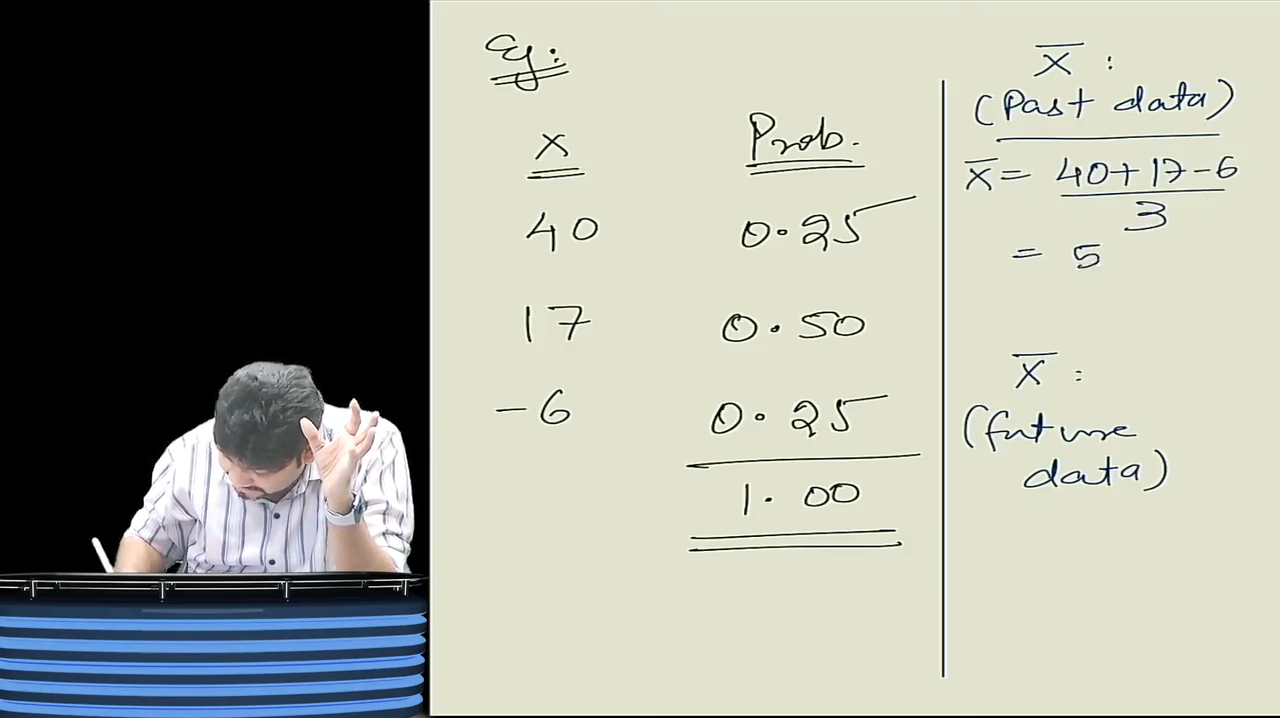 Eg:
X Prob.
40 0.25
17 0.50
-6 0.25
1.00
X̅ :
(Past data)
X̅ = 40+17-6
3
= 5
X̅ :
(future
data)